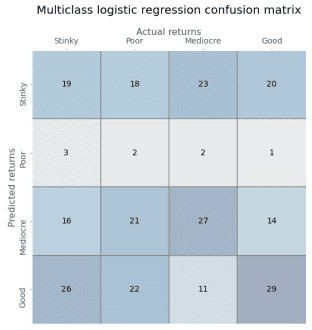 Multiclass logistic regression confusion matrix
Actual returns
Stinky Poor Mediocre Good
Predicted returns
Stinky 19 18 23 20
Poor 3 2 2 1
Mediocre 16 21 27 14
Good 26 22 11 29